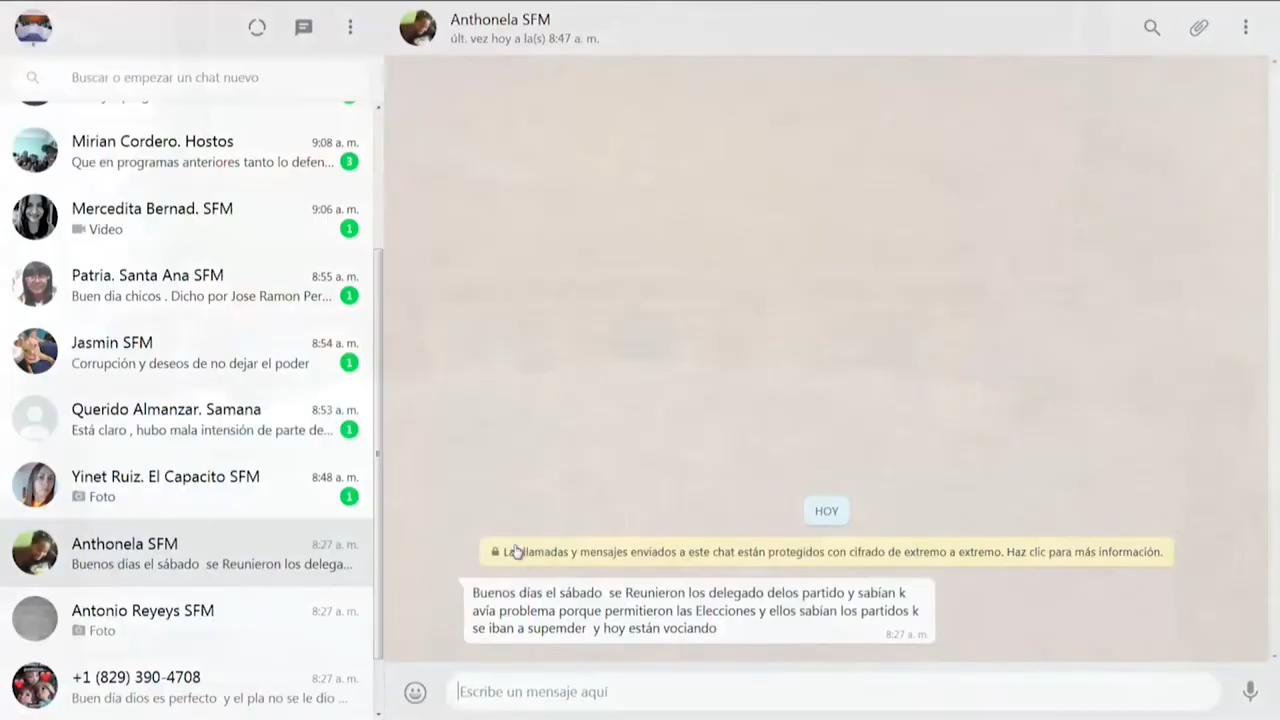 Buscar o empezar un chat nuevo
Mirian Cordero. Hostos
9:08 a. m.
Que en programas anteriores tanto lo defen...
3
Mercedita Bernad. SFM
9:06 a. m.
Video
1
Patria. Santa Ana SFM
8:55 a. m.
Buen dia chicos . Dicho por Jose Ramon Per...
1
Jasmin SFM
8:54 a. m.
Corrupción y deseos de no dejar el poder
1
Querido Almanzar. Samana
8:53 a. m.
Está claro , hubo mala intensión de parte de...
1
Yinet Ruiz. El Capacito SFM
8:48 a. m.
Foto
1
Anthonela SFM
8:27 a. m.
Buenos días el sábado se Reunieron los delega...
Antonio Reyeys SFM
8:27 a. m.
Foto
+1 (829) 390-4708
8:27 a. m.
Buen día dios es perfecto y el pla no se le dio ...
Anthonela SFM
últ. vez hoy a la(s) 8:47 a. m.
HOY
llamadas y mensajes enviados a este chat están protegidos con cifrado de extremo a extremo. Haz clic para más información.
Buenos días el sábado se Reunieron los delegado delos partido y sabían k
avía problema porque permitieron las Elecciones y ellos sabían los partidos k
se iban a supemder y hoy están vociando
8:27 a. m.
Escribe un mensaje aquí